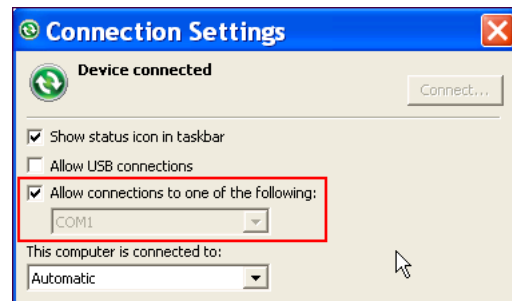 Connection Settings
Device connected
Connect...
Show status icon in taskbar
Allow USB connections
Allow connections to one of the following:
COM1
This computer is connected to:
Automatic